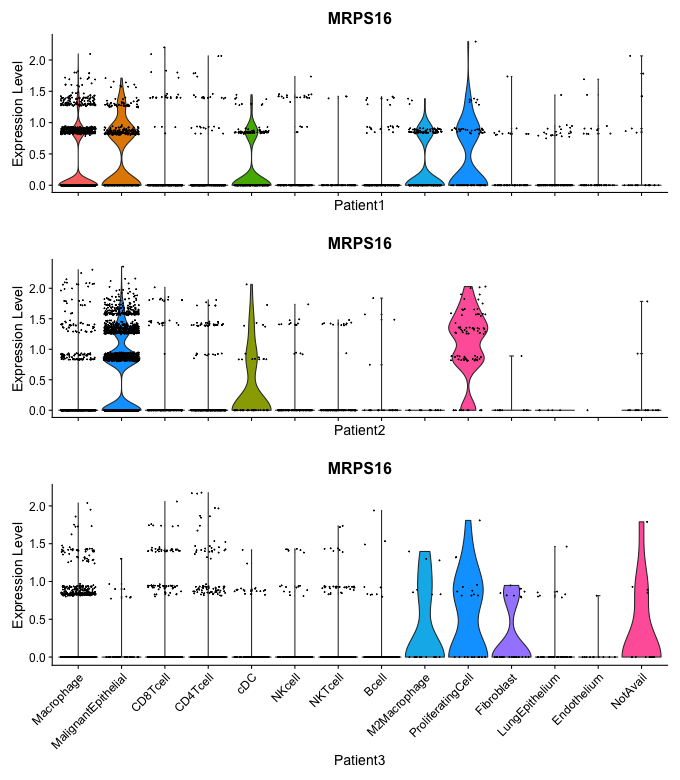 MRPS16
Expression Level
2.0
1.5
1.0
0.5
0.0
Patient1
MRPS16
Expression Level
2.0
1.5
1.0
0.5
0.0
Patient2
MRPS16
Expression Level
2.0
1.5
1.0
0.5
0.0
Macrophage
MalignantEpithelial
CD8Tcell
CD4Tcell
cDC
NKcell
NKTcell
Bcell
M2Macrophage
ProliferatingCell
Fibroblast
LungEpithelium
Endothelium
NotAvail
Patient3